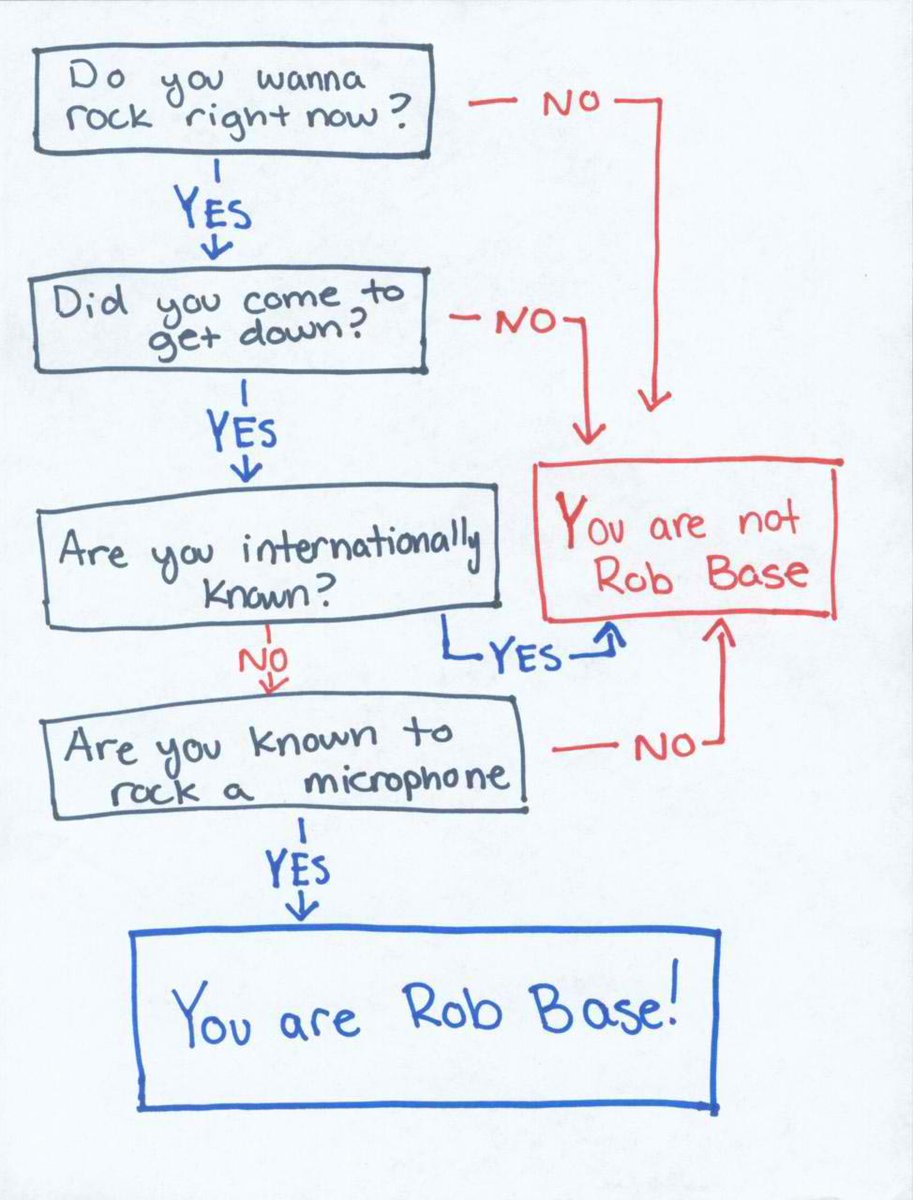 Do you wanna
rock right now?
NO
YES
Did you come to
get down?
NO
YES
Are you internationally
known?
You are not
Rob Base
YES
NO
Are you known to
rock a microphone
NO
YES
You are Rob Base!